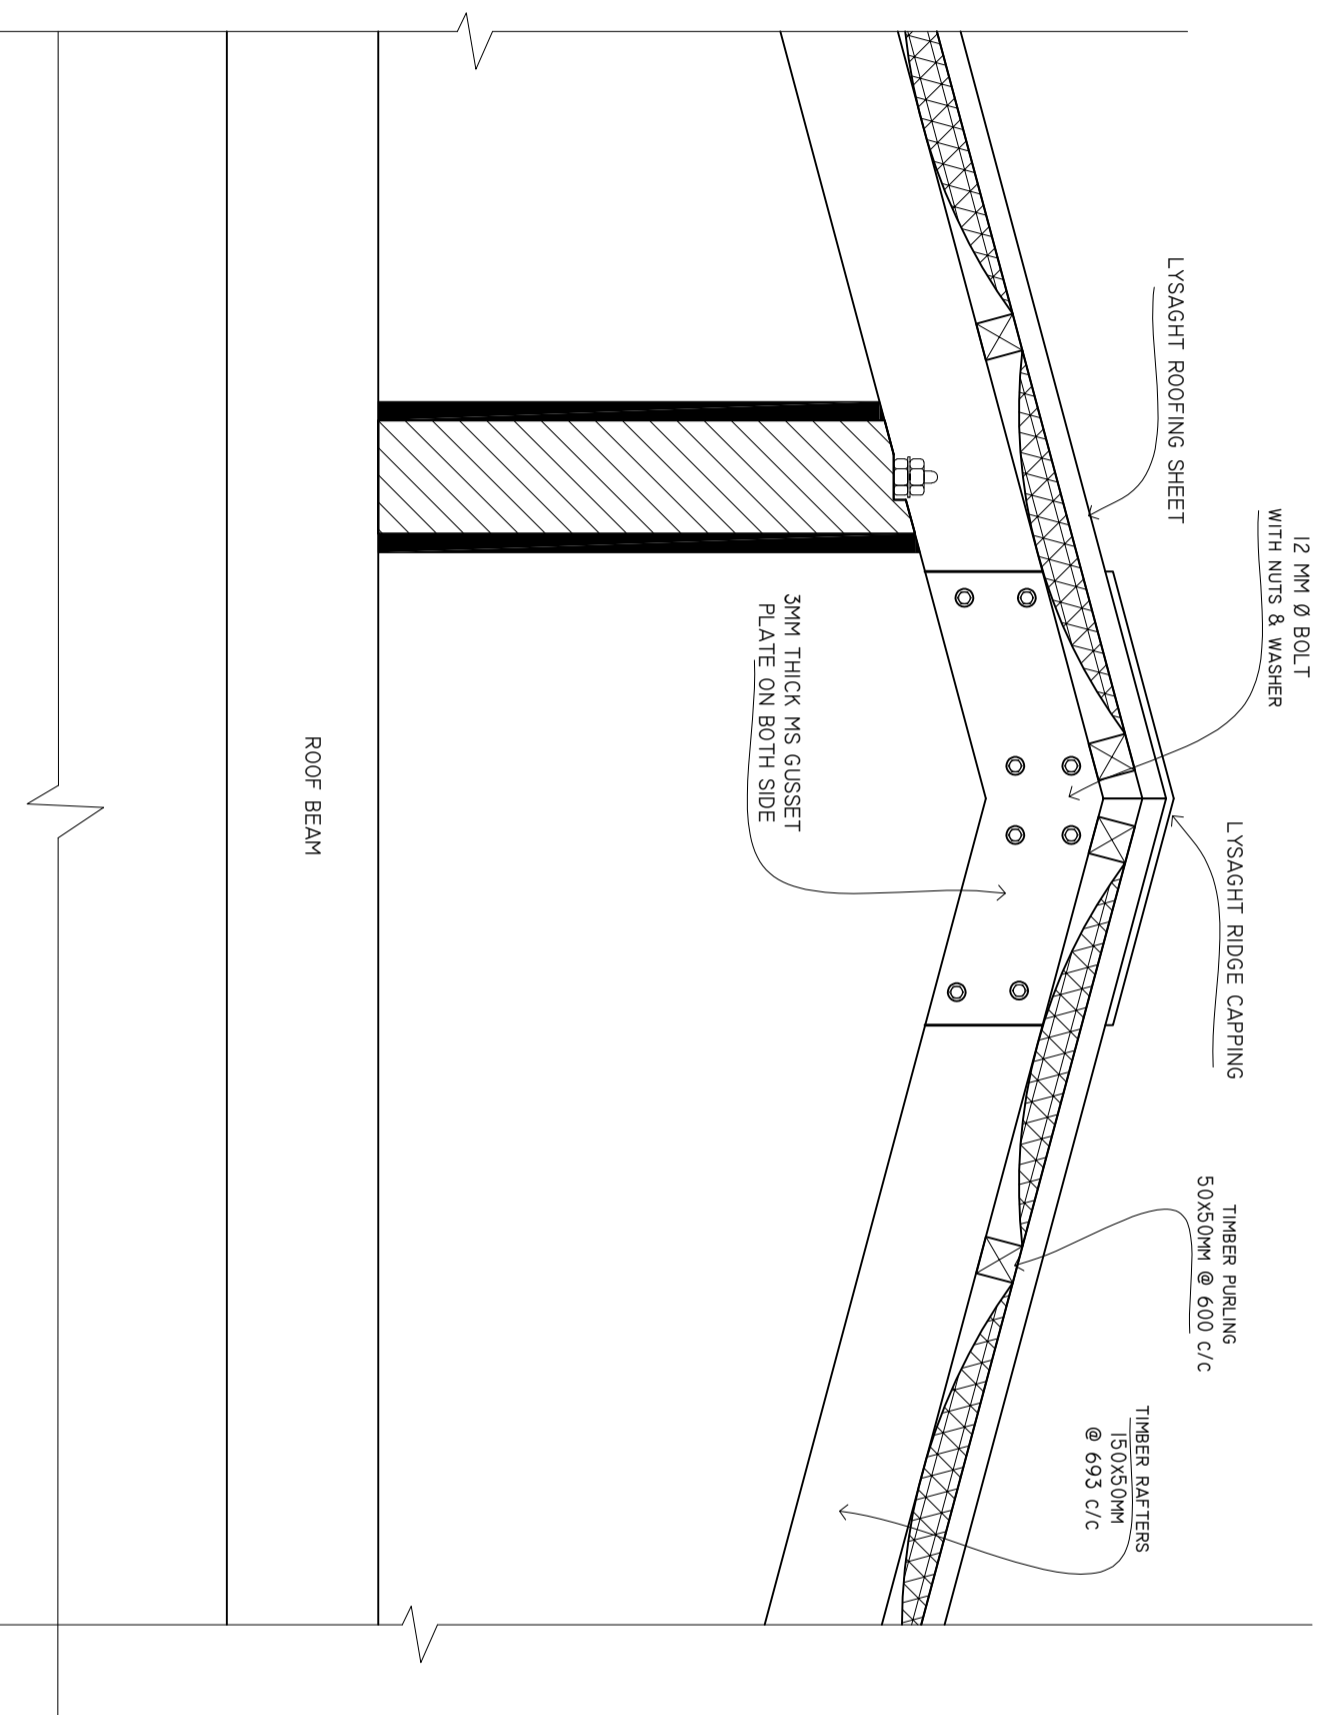 12 MM Ø BOLT
WITH NUTS & WASHER
LYSAGHT RIDGE CAPPING
TIMBER PURLING
50X50MM @ 600 C/C
LYSAGHT ROOFING SHEET
TIMBER RAFTERS
150X50MM
@ 693 C/C
3MM THICK MS GUSSET
PLATE ON BOTH SIDE
ROOF BEAM